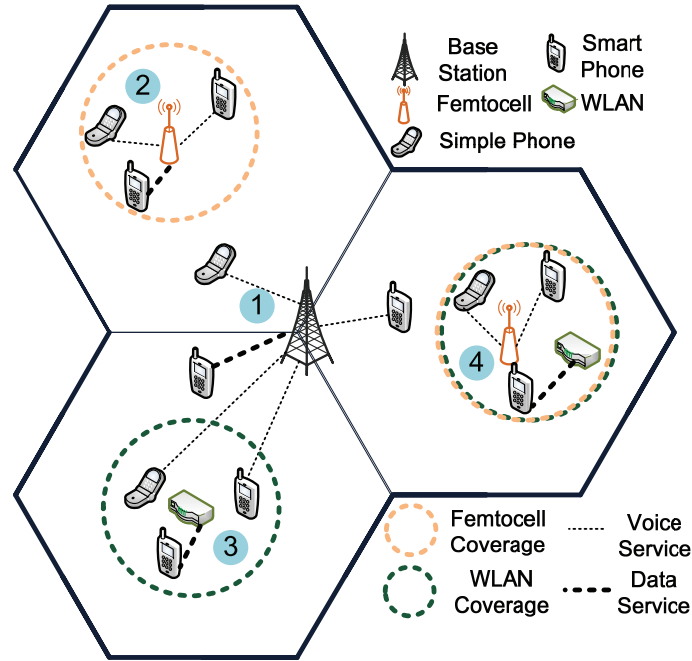 Base
Station
Smart
Phone
Femtocell
WLAN
Simple Phone
2
1
4
3
Femtocell
Coverage
Voice
Service
WLAN
Coverage
Data
Service